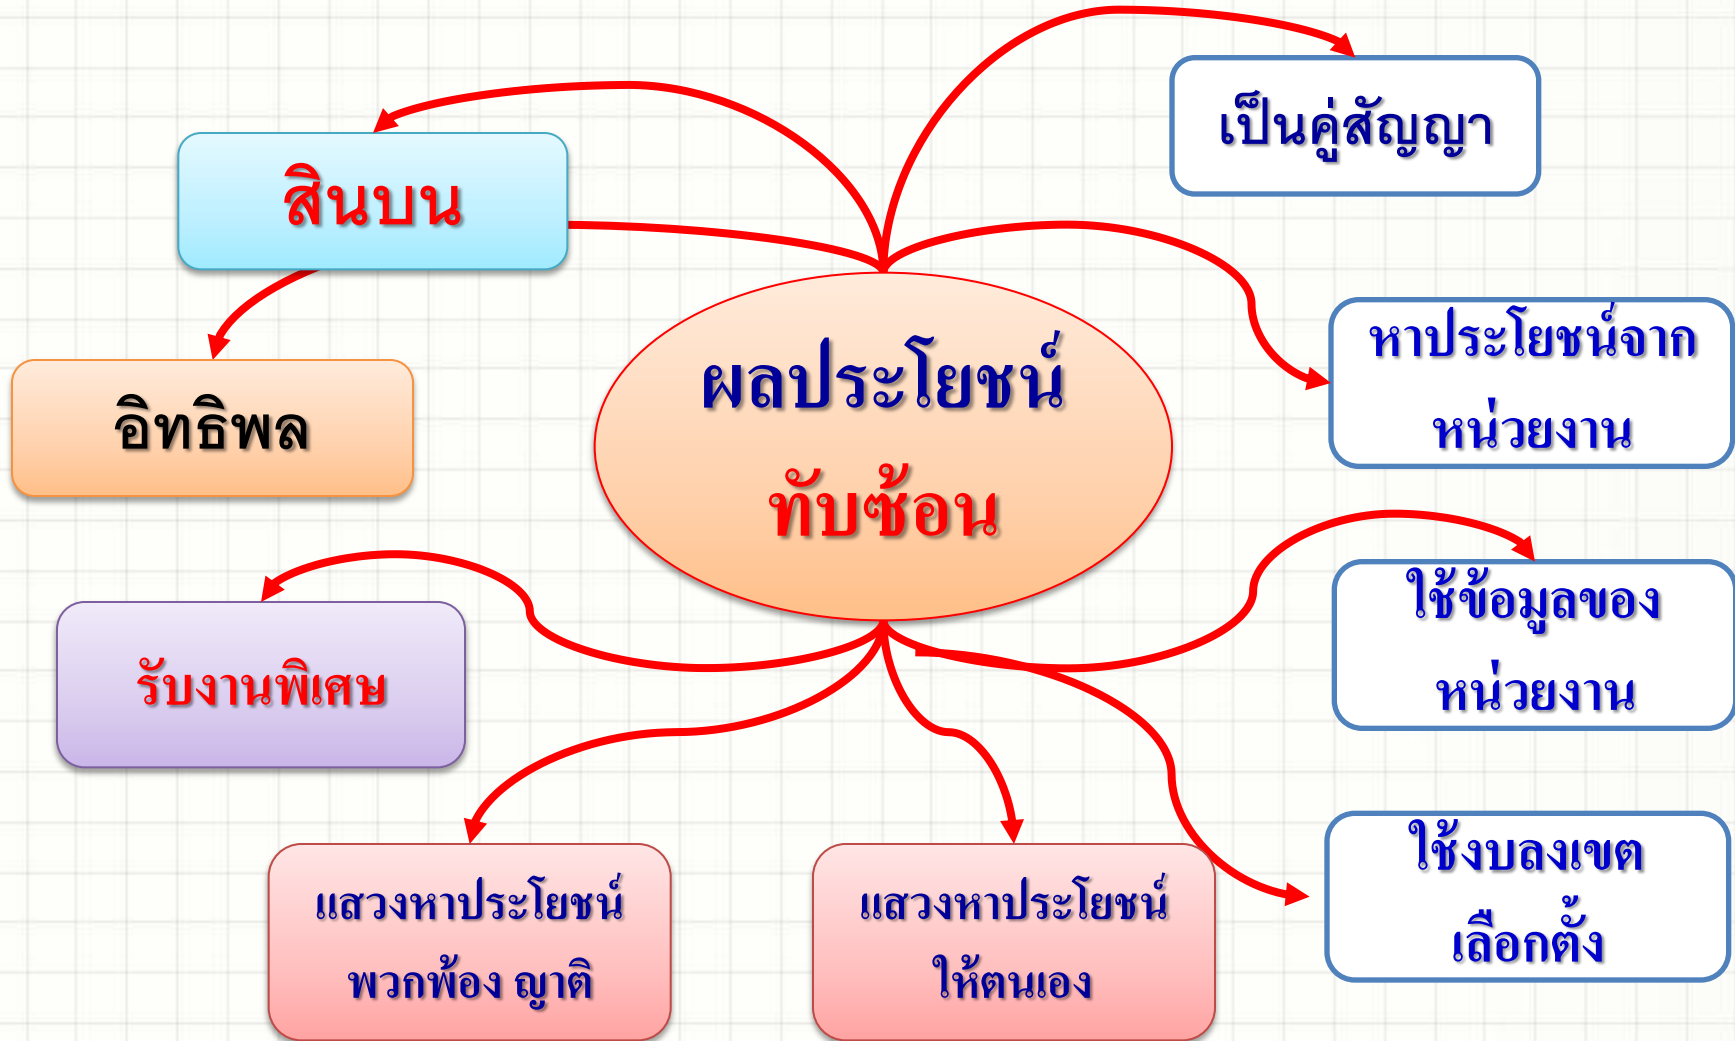 เป็นคู่สัญญา
สินบน
หาประโยชน์จาก
หน่วยงาน
ผลประโยชน์
ทับซ้อน
อิทธิพล
ใช้ข้อมูลของ
หน่วยงาน
รับงานพิเศษ
ใช้งบลงเขต
เลือกตั้ง
แสวงหาประโยชน์
พวกพ้อง ญาติ
แสวงหาประโยชน์
ให้ตนเอง